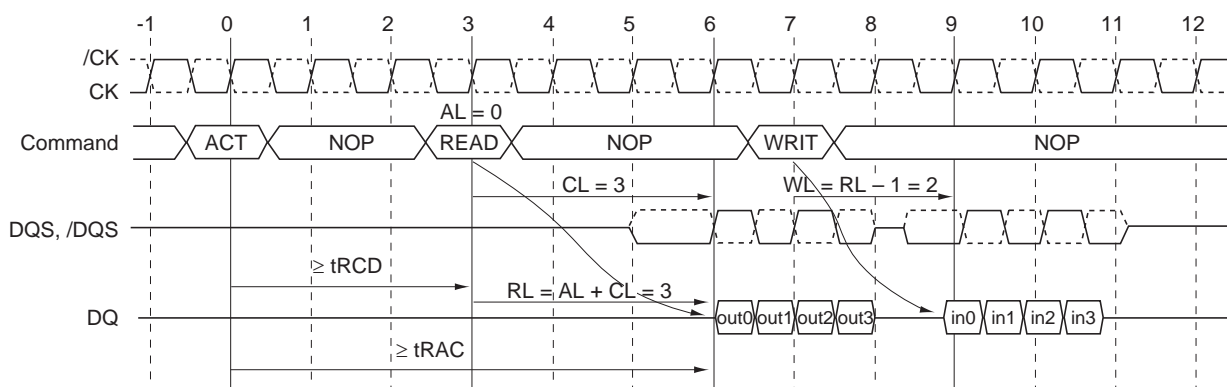 -1 0 1 2 3 4 5 6 7 8 9 10 11 12
/CK
CK
AL = 0
Command ACT NOP READ NOP WRIT NOP
CL = 3 WL = RL − 1 = 2
DQS, /DQS
≥ tRCD
RL = AL + CL = 3
DQ out0 out1 out2 out3 in0 in1 in2 in3
≥ tRAC